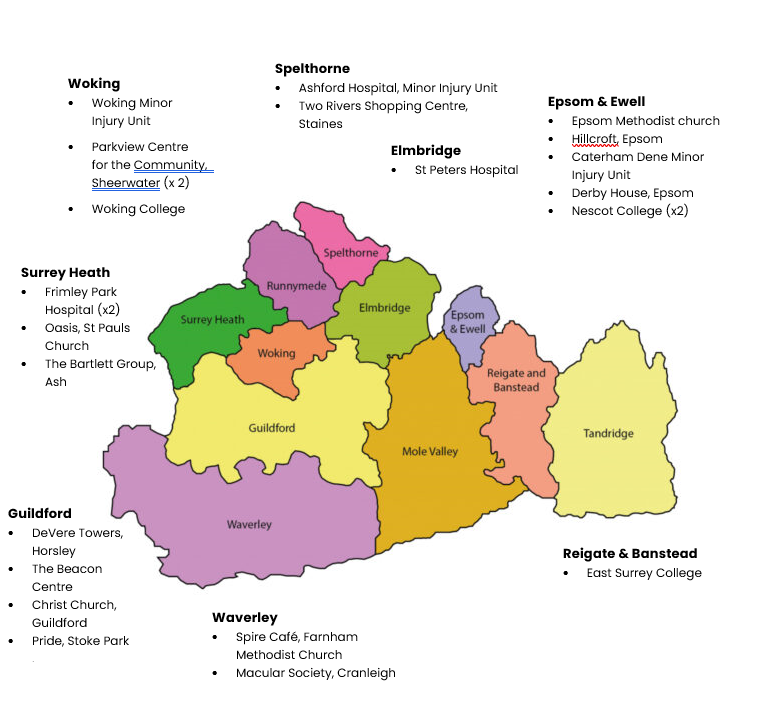 Spelthorne
• Ashford Hospital, Minor Injury Unit
• Two Rivers Shopping Centre,
Staines
Woking
• Woking Minor
Injury Unit
• Parkview Centre
for the Community,
Sheerwater (x 2)
• Woking College
Epsom & Ewell
• Epsom Methodist church
• Hillcroft, Epsom
• Caterham Dene Minor
Injury Unit
• Derby House, Epsom
• Nescot College (x2)
Elmbridge
• St Peters Hospital
Surrey Heath
• Frimley Park
Hospital (x2)
• Oasis, St Pauls
Church
• The Bartlett Group,
Ash
Spelthorne
Runnymede
Elmbridge
Surrey Heath
Epsom
& Ewell
Woking
Reigate and
Banstead
Guildford
Tandridge
Mole Valley
Waverley
Guildford
• DeVere Towers,
Horsley
• The Beacon
Centre
• Christ Church,
Guildford
• Pride, Stoke Park
Reigate & Banstead
• East Surrey College
Waverley
• Spire Café, Farnham
Methodist Church
• Macular Society, Cranleigh